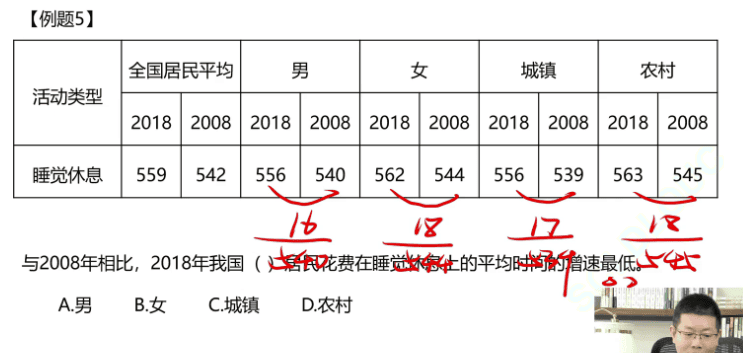 【例题5】
活动类型 全国居民平均 男 女 城镇 农村
2018 2008 2018 2008 2018 2008 2018 2008 2018 2008
睡觉休息 559 542 556 540 562 544 556 539 563 545
16 18 17 18
540 544 539 545
与2008年相比，2018年我国（ ）居民花费在睡觉休息上的平均时间的增速最低。
A.男 B.女 C.城镇 D.农村